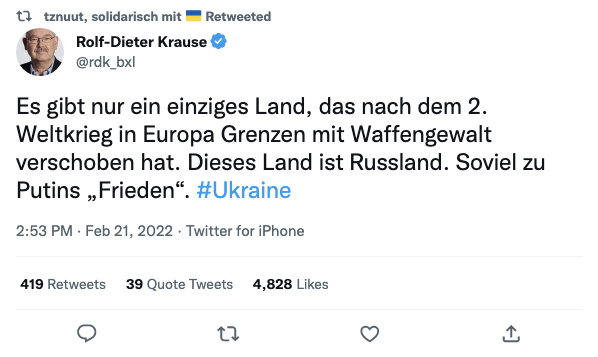 tznuut, solidarisch mit 🇺🇦 Retweeted
Rolf-Dieter Krause
@rdk_bxl
Es gibt nur ein einziges Land, das nach dem 2.
Weltkrieg in Europa Grenzen mit Waffengewalt
verschoben hat. Dieses Land ist Russland. Soviel zu
Putins „Frieden“. #Ukraine
2:53 PM · Feb 21, 2022 · Twitter for iPhone
419 Retweets 39 Quote Tweets 4,828 Likes